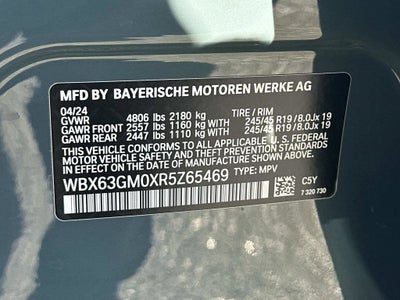 MFD BY BAYERISCHE MOTOREN WERKE AG
04/24 TIRE / RIM
GVWR 4806 lbs 2180 kg
GAWR FRONT 2557 lbs 1160 kg 245/45 R19 / 8.0Jx 19
GAWR REAR 2447 lbs 1110 kg 245/45 R19 / 8.0Jx 19
THIS VEHICLE CONFORMS TO ALL APPLICABLE U.S. FEDERAL
MOTOR VEHICLE SAFETY, BUMPER, AND THEFT PREVENTION
STANDARDS IN EFFECT ON THE DATE OF MANUFACTURE SHOWN ABOVE.
WBX63GM0XR5Z65469 TYPE: MPV
C5Y
7 320 730